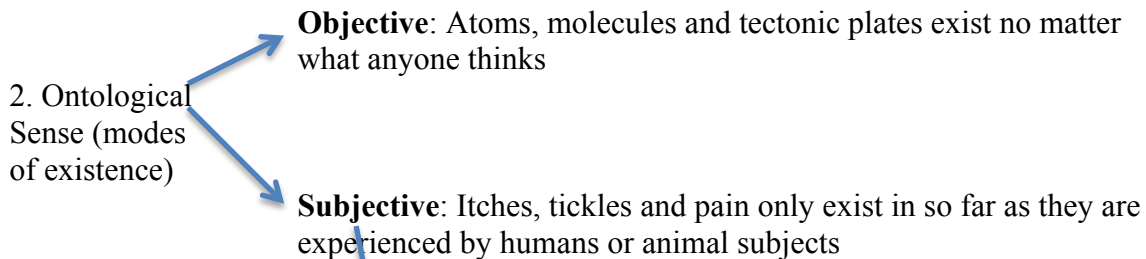 Objective: Atoms, molecules and tectonic plates exist no matter
what anyone thinks
2. Ontological
Sense (modes
of existence)
Subjective: Itches, tickles and pain only exist in so far as they are
experienced by humans or animal subjects